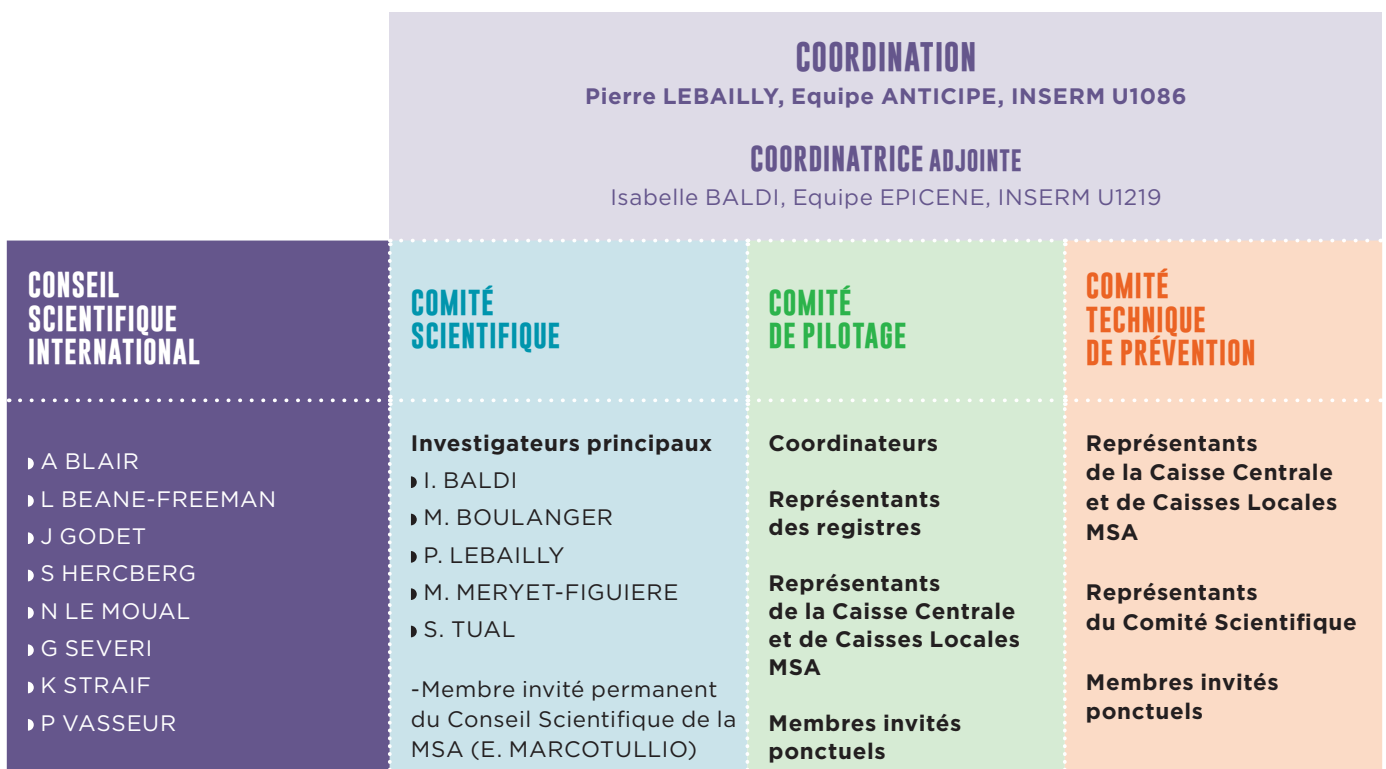 COORDINATION
Pierre LEBAILLY, Equipe ANTICIPE, INSERM U1086
COORDINATRICE ADJOINTE
Isabelle BALDI, Equipe EPICENE, INSERM U1219
CONSEIL
SCIENTIFIQUE
INTERNATIONAL
A BLAIR
L BEANE-FREEMAN
J GODET
S HERCBERG
N LE MOUAL
G SEVERI
K STRAIF
P VASSEUR
COMITÉ
SCIENTIFIQUE
Investigateurs principaux
I. BALDI
M. BOULANGER
P. LEBAILLY
M. MERYET-FIGUIERE
S. TUAL
-Membre invité permanent
du Conseil Scientifique de la
MSA (E. MARCOTULLIO)
COMITÉ
DE PILOTAGE
Coordinateurs
Représentants
des registres
Représentants
de la Caisse Centrale
et de Caisses Locales
MSA
Membres invités
ponctuels
COMITÉ
TECHNIQUE
DE PRÉVENTION
Représentants
de la Caisse Centrale
et de Caisses Locales
MSA
Représentants
du Comité Scientifique
Membres invités
ponctuels